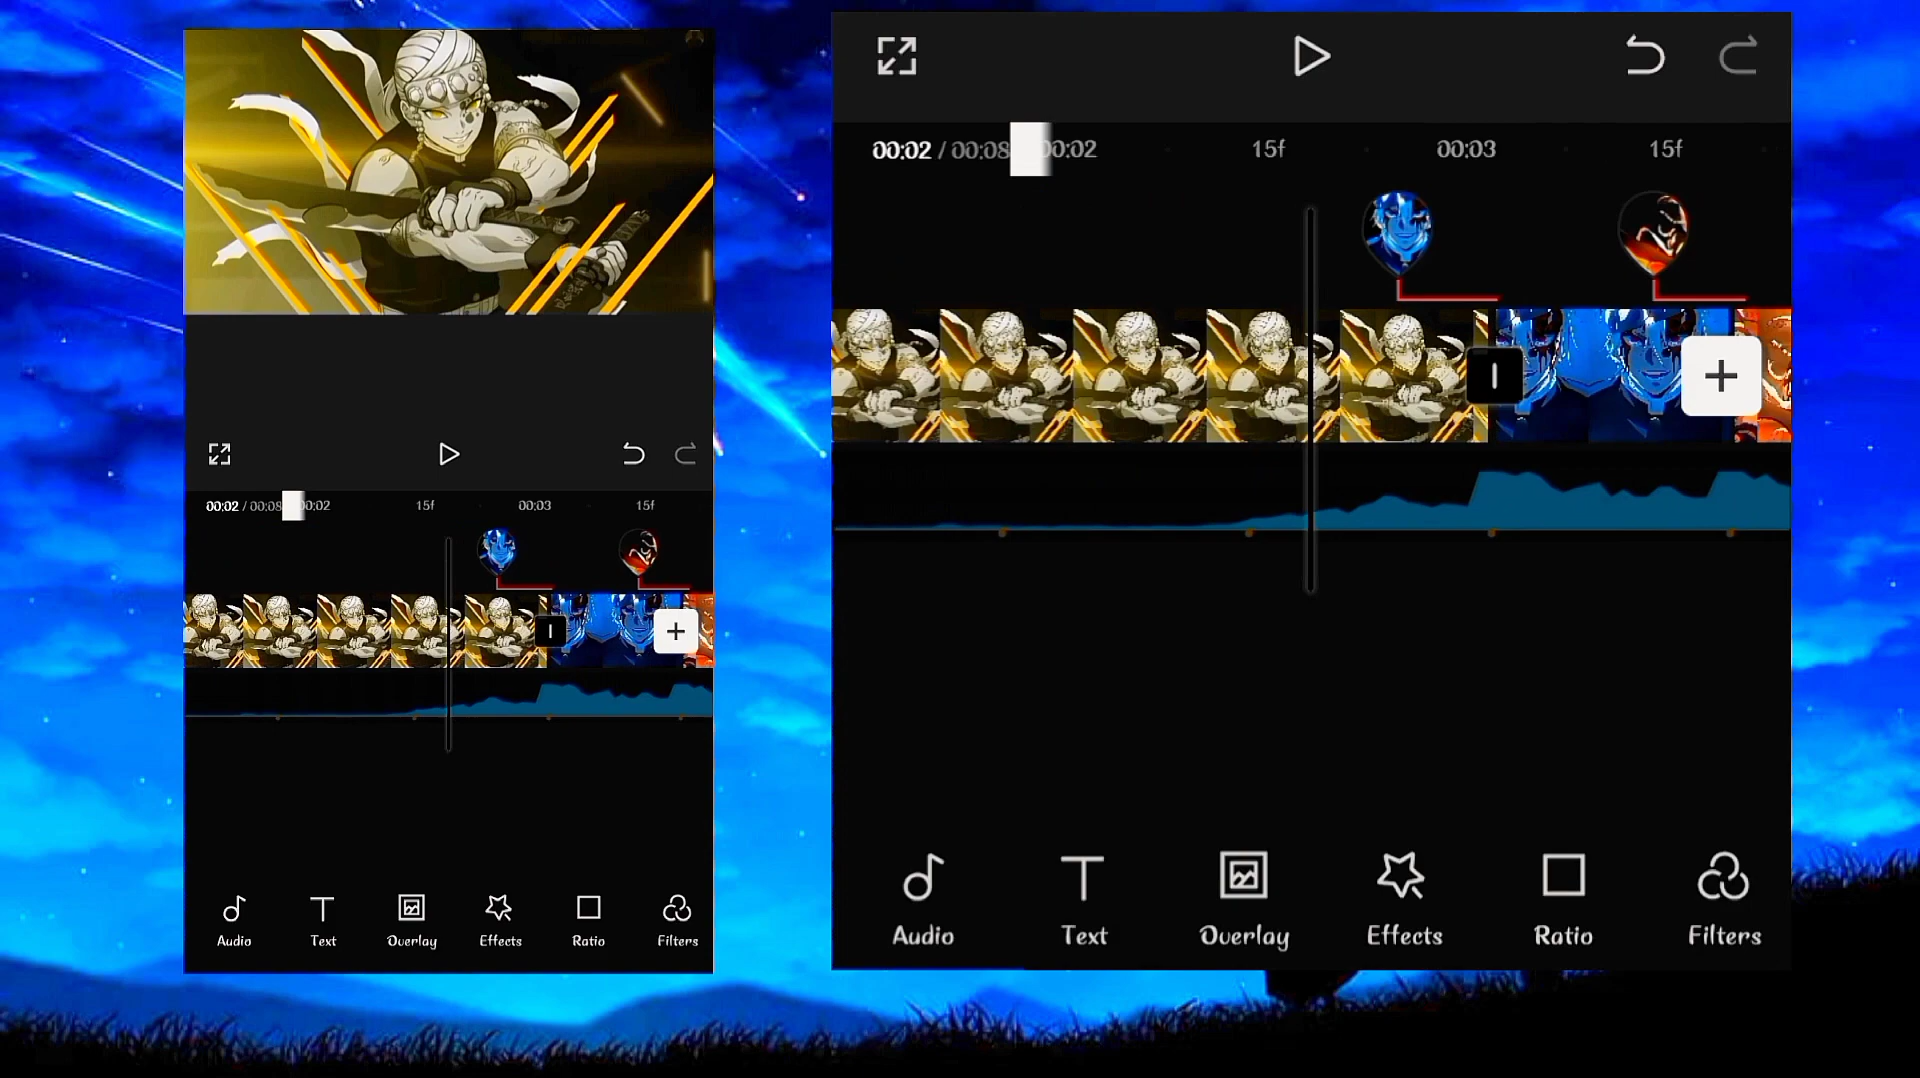 00:02 / 00:08 00:02 15f 00:03 15f
Audio Text Overlay Effects Ratio Filters
00:02 / 00:08 00:02 15f 00:03 15f
Audio Text Overlay Effects Ratio Filters